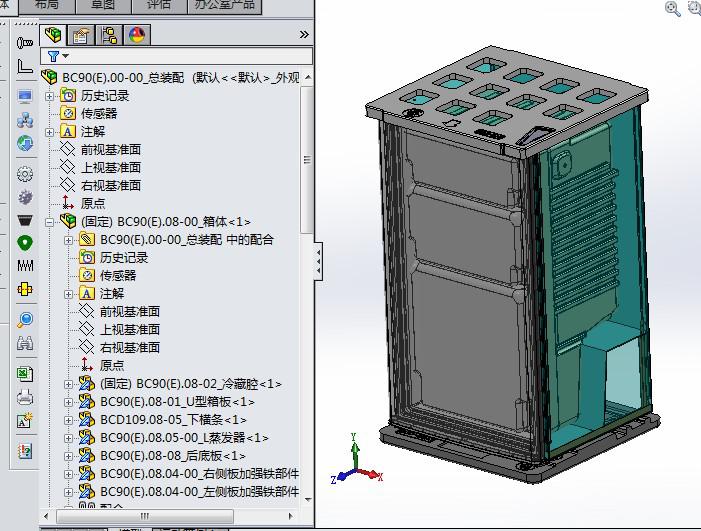 布局
草图
评估
办公室产品
»
BC90(E).00-00_总装配 (默认<<默认>_外观
历史记录
传感器
A 注解
前视基准面
上视基准面
右视基准面
原点
(固定) BC90(E).08-00_箱体<1>
BC90(E).00-00_总装配 中的配合
历史记录
传感器
A 注解
前视基准面
上视基准面
右视基准面
原点
(固定) BC90(E).08-02_冷藏腔<1>
BC90(E).08-01_U型箱板<1>
BCD109.08-05_下横条<1>
BC90(E).08.05-00_L蒸发器<1>
BC90(E).08-08_后底板<1>
BC90(E).08.04-00_右侧板加强铁部件
BC90(E).08.04-00_左侧板加强铁部件
Y
Z
X